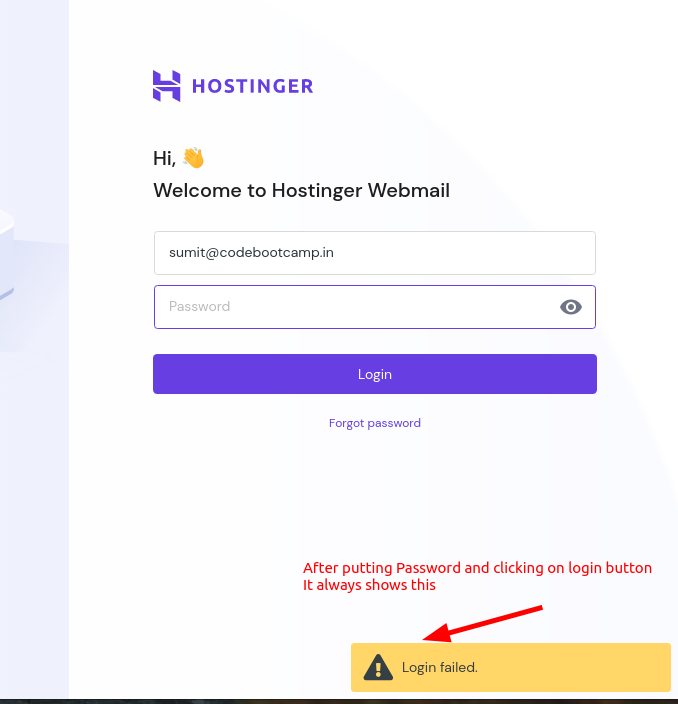 HOSTINGER
Hi, 👋
Welcome to Hostinger Webmail
sumit@codebootcamp.in
Password
Login
Forgot password
After putting Password and clicking on login button
It always shows this
Login failed.